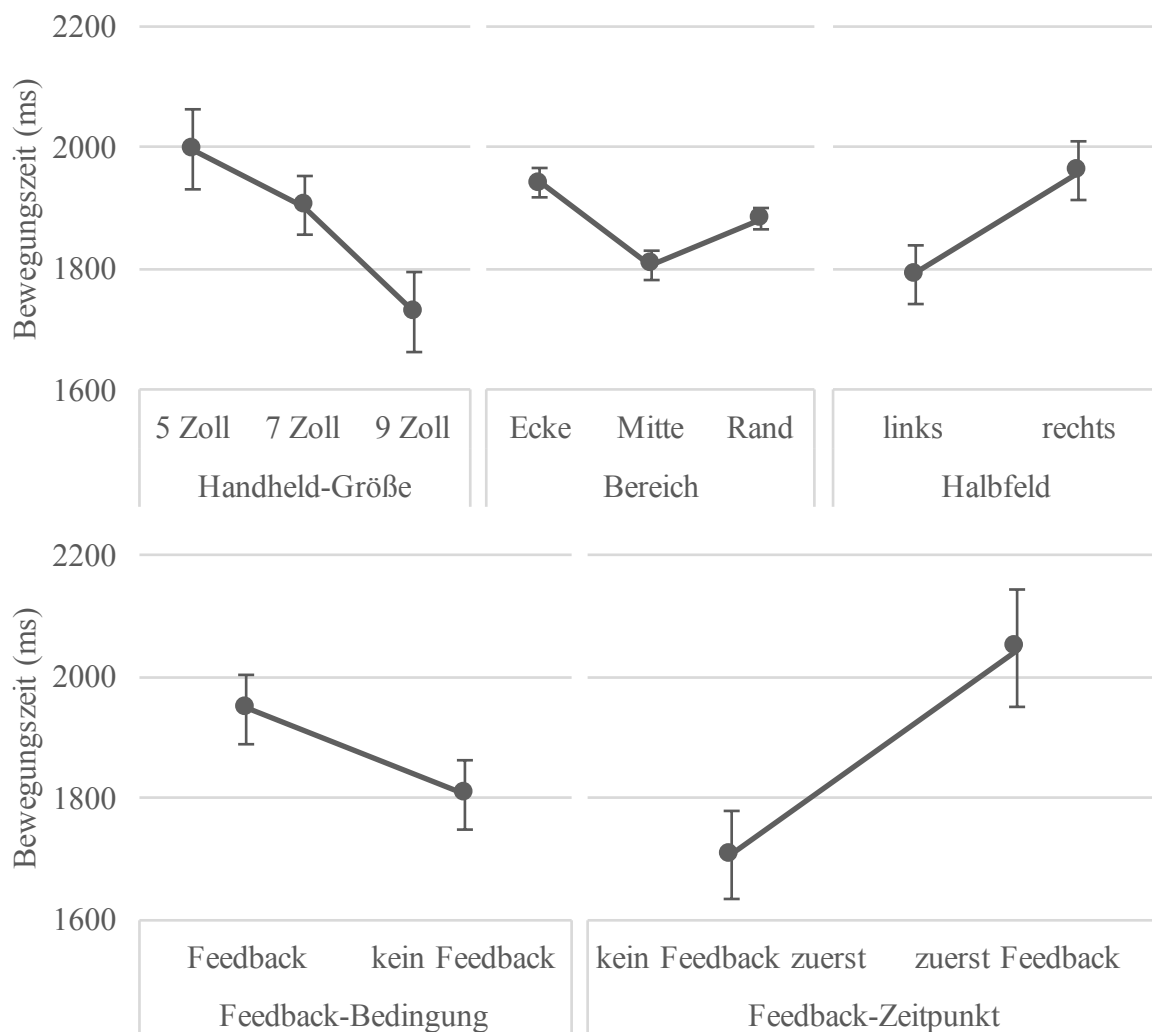 2200
2000
1800
1600
Bewegungszeit (ms)
5 Zoll 7 Zoll 9 Zoll Ecke Mitte Rand links rechts
Handheld-Größe Bereich Halbfeld
2200
2000
1800
1600
Bewegungszeit (ms)
Feedback kein Feedback kein Feedback zuerst zuerst Feedback
Feedback-Bedingung Feedback-Zeitpunkt